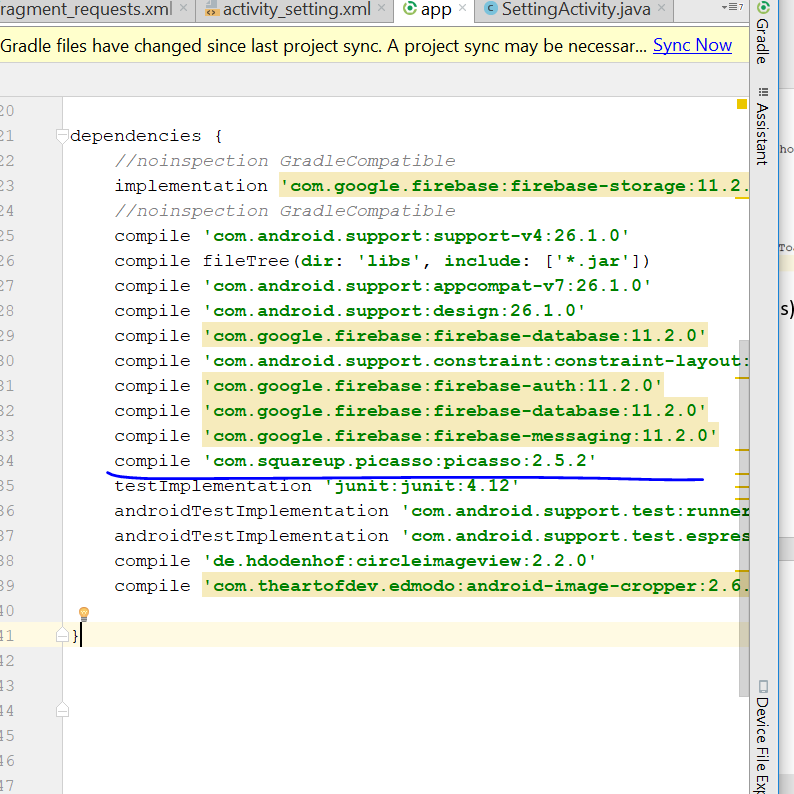 ragment_requests.xml
activity_setting.xml
app
SettingActivity.java
Gradle files have changed since last project sync. A project sync may be necessar... Sync Now
20
21 dependencies {
22 //noinspection GradleCompatible
23 implementation 'com.google.firebase:firebase-storage:11.2.
24 //noinspection GradleCompatible
25 compile 'com.android.support:support-v4:26.1.0'
26 compile fileTree(dir: 'libs', include: ['*.jar'])
27 compile 'com.android.support:appcompat-v7:26.1.0'
28 compile 'com.android.support:design:26.1.0'
29 compile 'com.google.firebase:firebase-database:11.2.0'
30 compile 'com.android.support.constraint:constraint-layout:
31 compile 'com.google.firebase:firebase-auth:11.2.0'
32 compile 'com.google.firebase:firebase-database:11.2.0'
33 compile 'com.google.firebase:firebase-messaging:11.2.0'
34 compile 'com.squareup.picasso:picasso:2.5.2'
35 testImplementation 'junit:junit:4.12'
36 androidTestImplementation 'com.android.support.test:runner
37 androidTestImplementation 'com.android.support.test.espres
38 compile 'de.hdodenhof:circleimageview:2.2.0'
39 compile 'com.theartofdev.edmodo:android-image-cropper:2.6.
40
41 }
42
43
44
45
46
47
Gradle
Assistant
Device File Exp
ho
To
s)